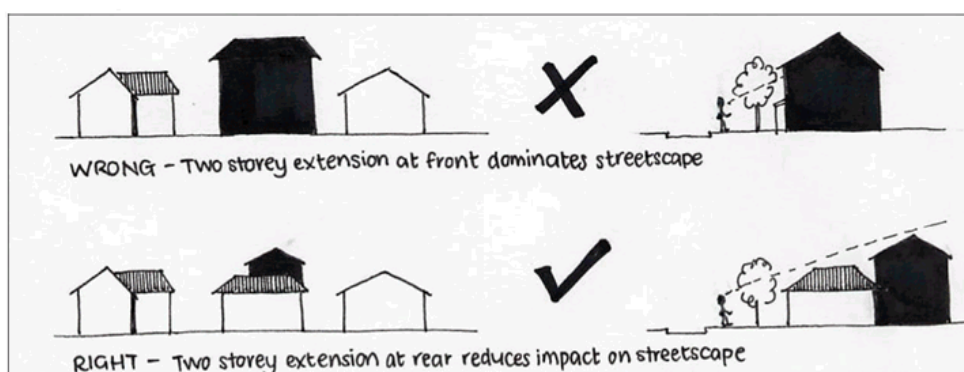 WRONG - Two storey extension at front dominates streetscape
RIGHT - Two storey extension at rear reduces impact on streetscape